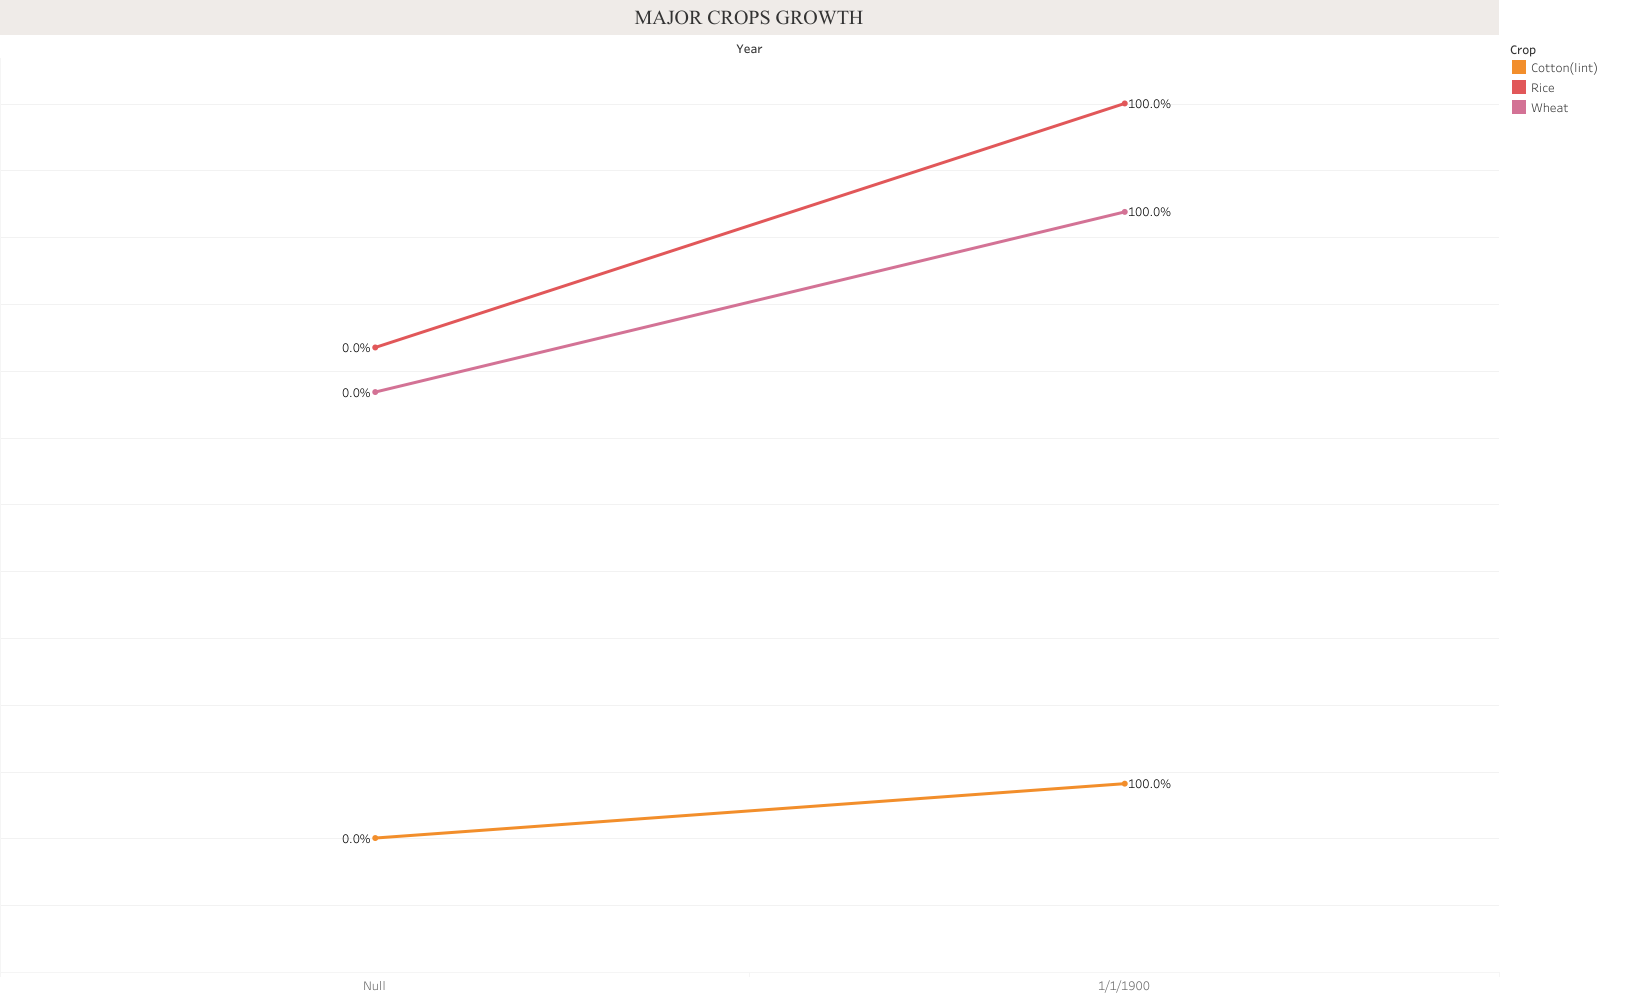 MAJOR CROPS GROWTH
Year
Crop
Cotton(lint)
Rice
Wheat
100.0%
100.0%
0.0%
0.0%
100.0%
0.0%
Null
1/1/1900